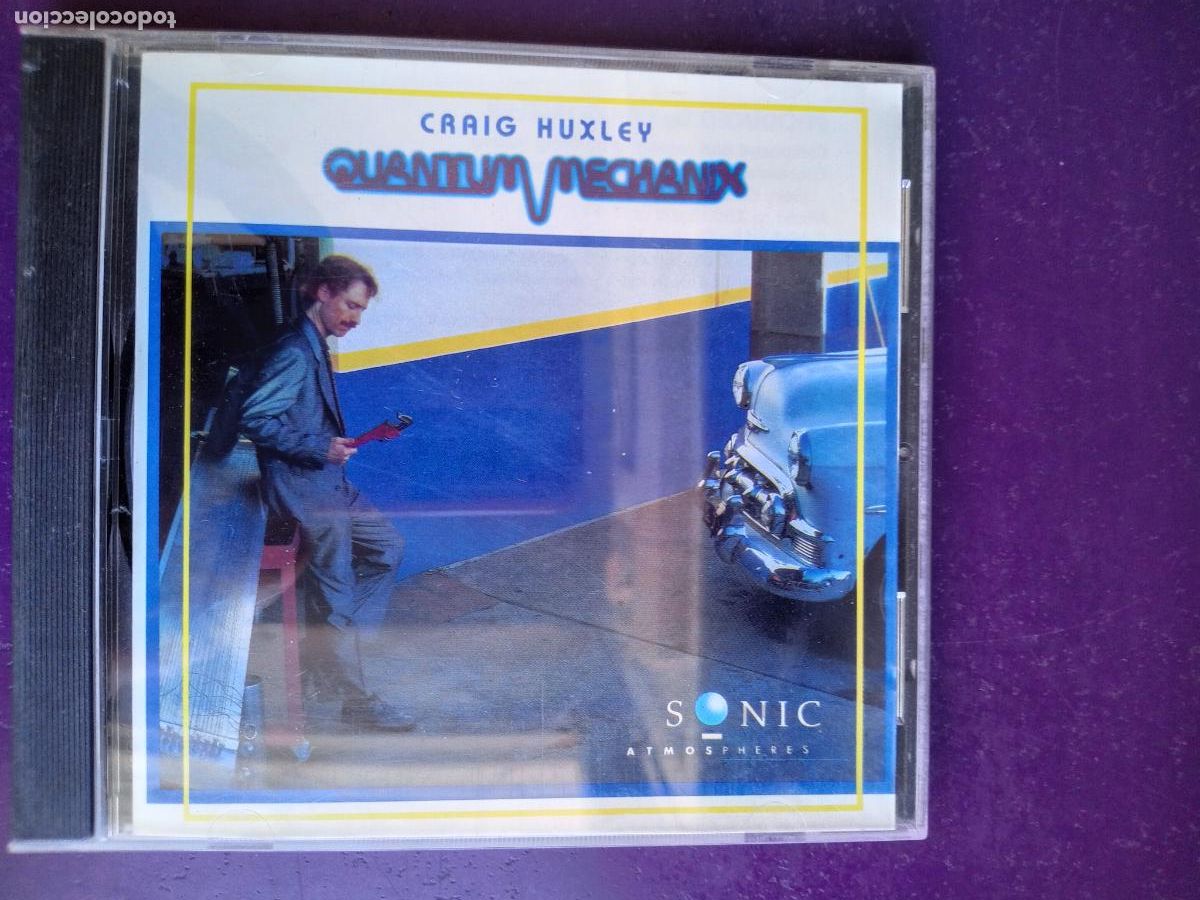 todocoleccion
CRAIG HUXLEY
QUANTUM MECHANIX
SONIC
ATMOSPHERES